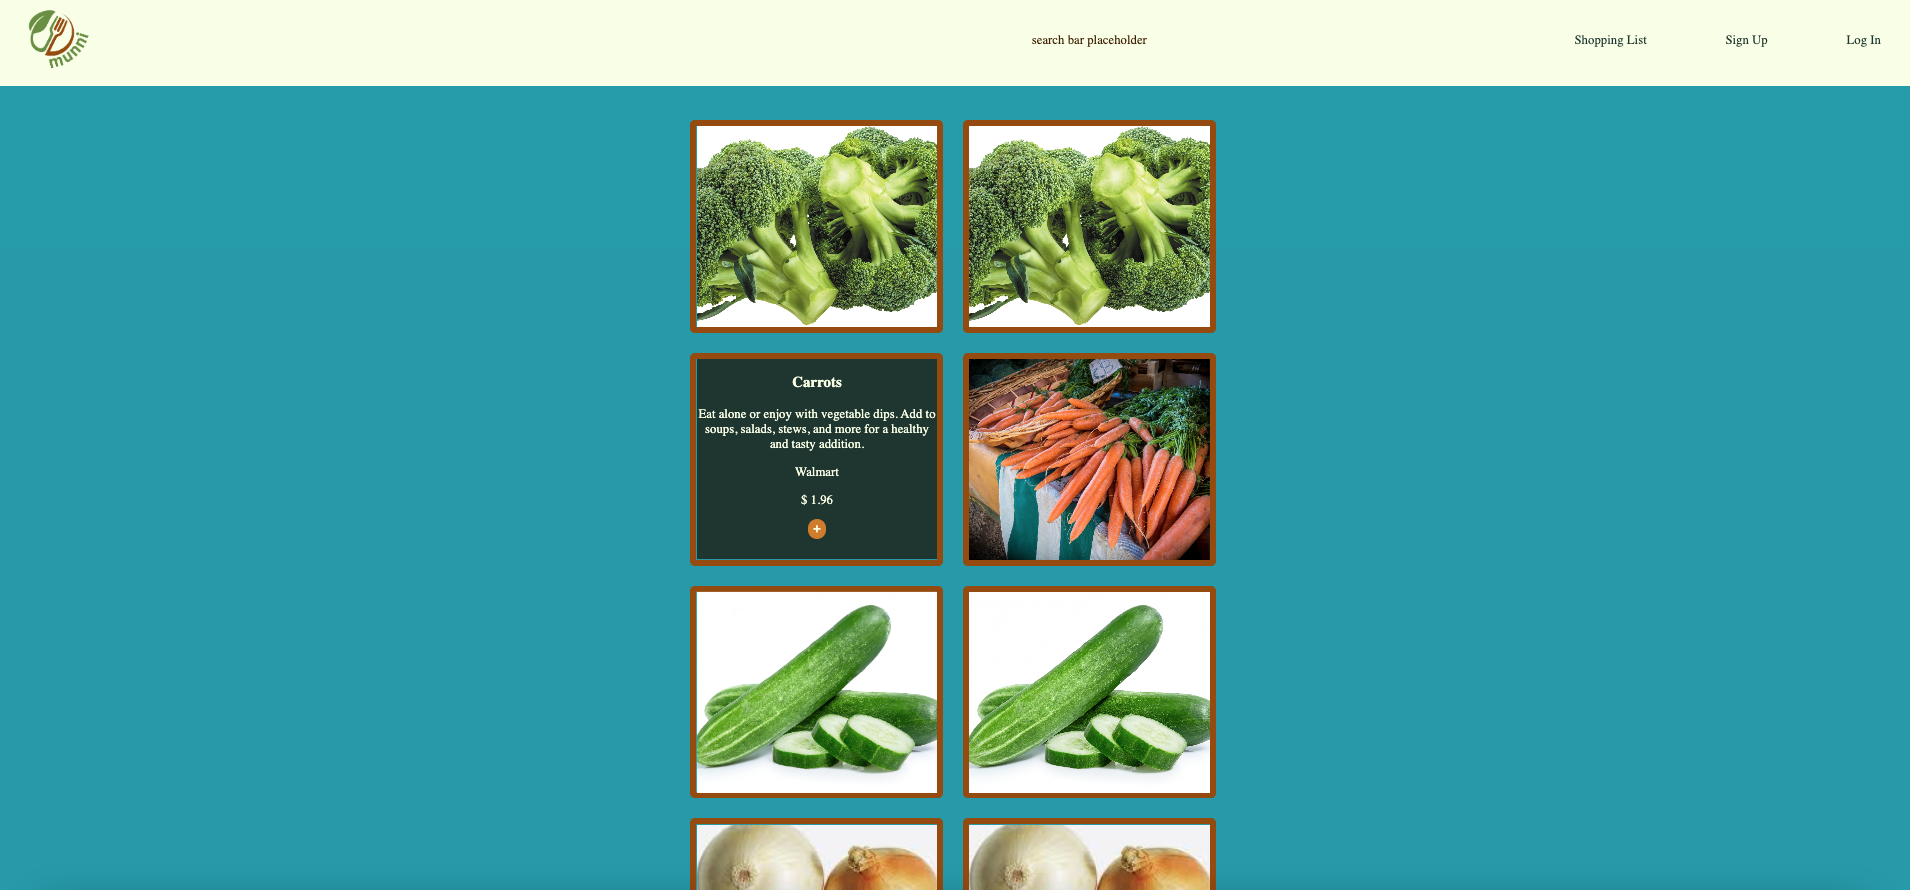 munni
search bar placeholder
Shopping List
Sign Up
Log In
Carrots
Eat alone or enjoy with vegetable dips. Add to
soups, salads, stews, and more for a healthy
and tasty addition.
Walmart
$ 1.96
+